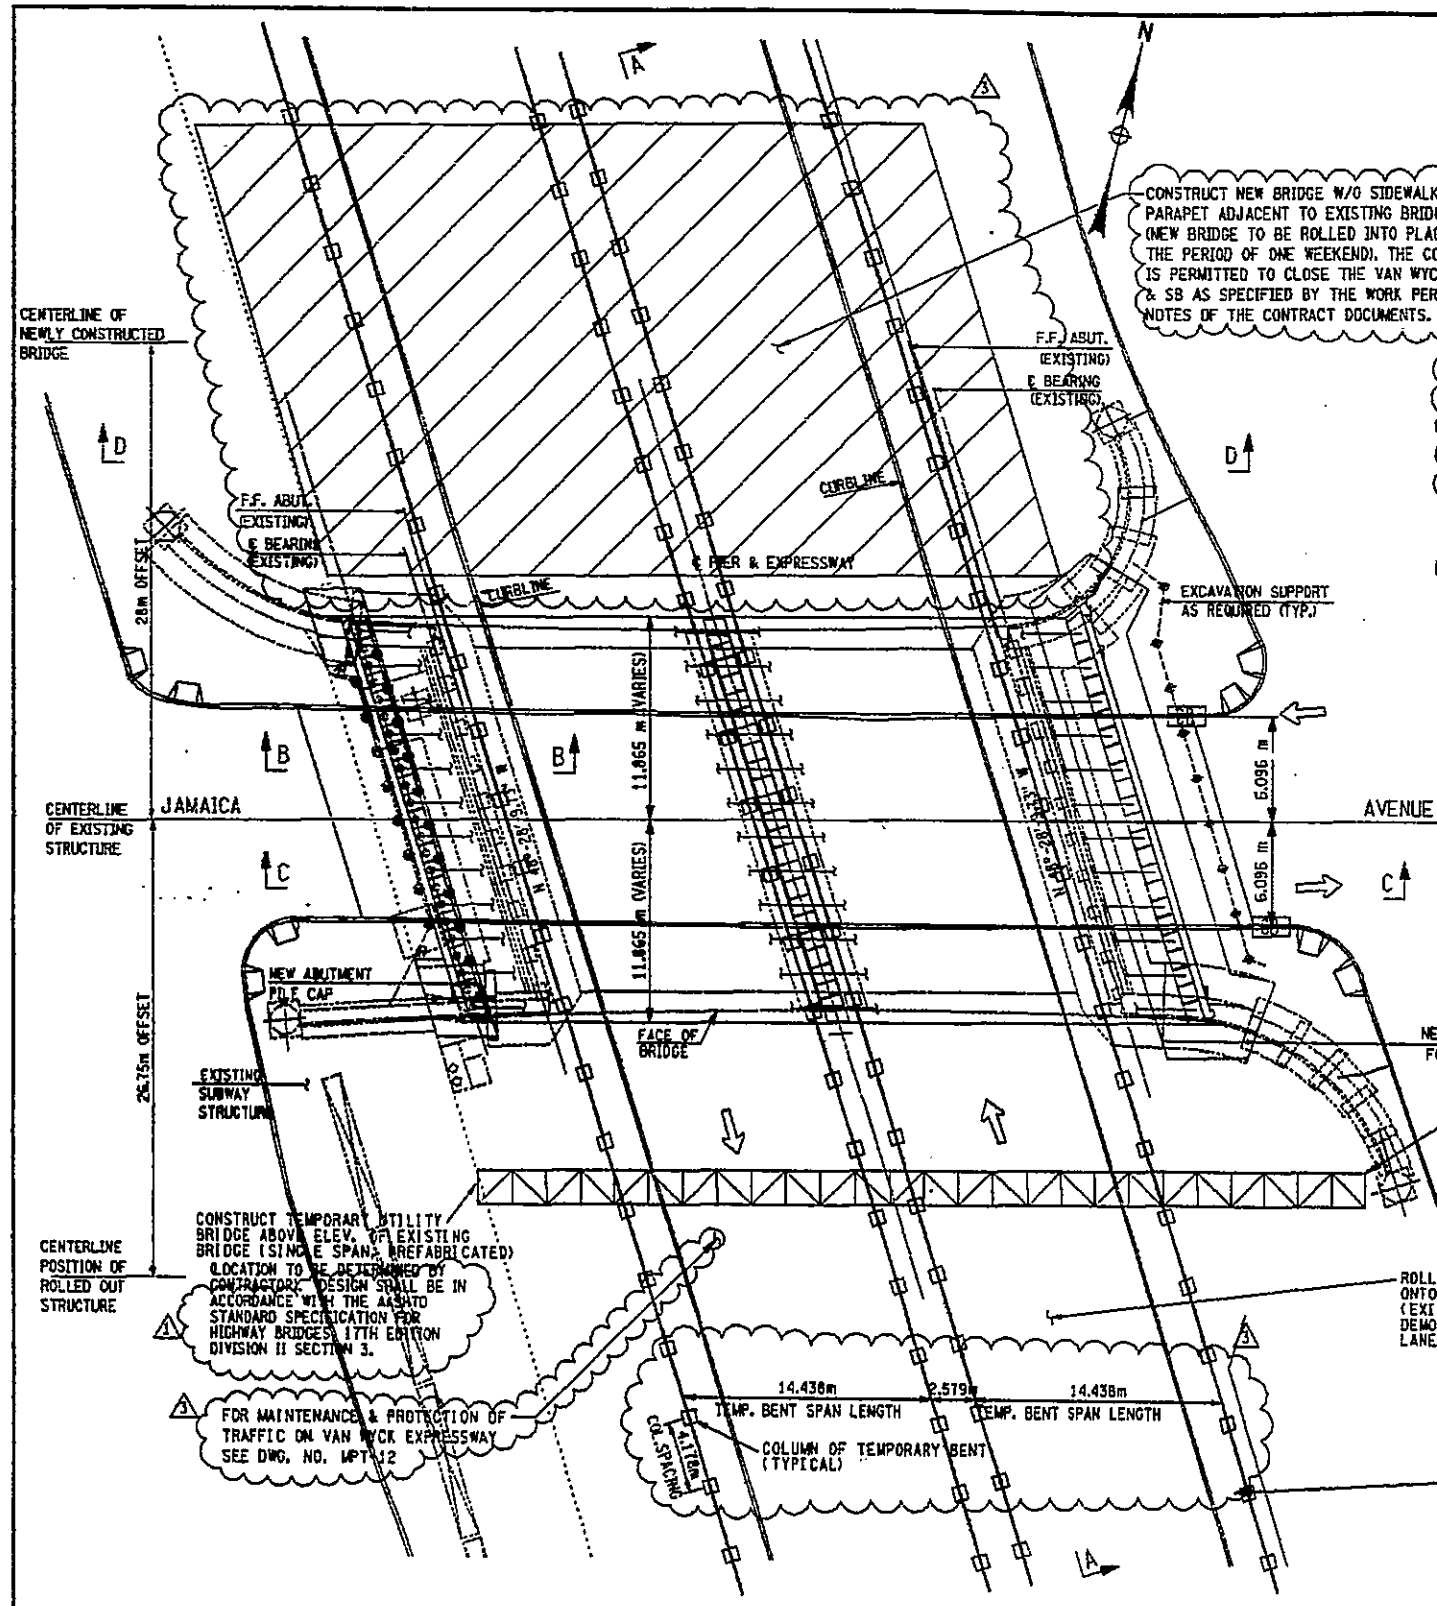 A
N
3
CONSTRUCT NEW BRIDGE W/O SIDEWALK
PARAPET ADJACENT TO EXISTING BRID
(NEW BRIDGE TO BE ROLLED INTO PLA
THE PERIOD OF ONE WEEKEND). THE CO
IS PERMITTED TO CLOSE THE VAN WYC
& SB AS SPECIFIED BY THE WORK PER
NOTES OF THE CONTRACT DOCUMENTS.
CENTERLINE OF
NEWLY CONSTRUCTED
BRIDGE
F.F. ABUT.
(EXISTING)
℄ BEARING
(EXISTING)
D
D
CURBLINE
F.F. ABUT.
(EXISTING)
℄ BEARING
(EXISTING)
28m OFFSET
℄ PIER & EXPRESSWAY
CURBLINE
EXCAVATION SUPPORT
AS REQUIRED (TYP.)
11.865 m (VARIES)
B
B
6.096 m
CENTERLINE
OF EXISTING
STRUCTURE
JAMAICA
AVENUE
C
11.865 m (VARIES)
6.096 m
C
NEW ABUTMENT
PILE CAP
FACE OF
BRIDGE
NE
FO
26.75m OFFSET
EXISTING
SUBWAY
STRUCTURE
CONSTRUCT TEMPORARY UTILITY
BRIDGE ABOVE ELEV. OF EXISTING
BRIDGE (SINGLE SPAN, PREFABRICATED)
(LOCATION TO BE DETERMINED BY
CONTRACTOR). DESIGN SHALL BE IN
ACCORDANCE WITH THE AASHTO
STANDARD SPECIFICATION FOR
HIGHWAY BRIDGES, 17TH EDITION
DIVISION II SECTION 3.
1
CENTERLINE
POSITION OF
ROLLED OUT
STRUCTURE
ROLL
ONTO
(EXI
DEMO
LANE
3
3
FOR MAINTENANCE & PROTECTION OF
TRAFFIC ON VAN WYCK EXPRESSWAY
SEE DWG. NO. MPT-12
14.438m
TEMP. BENT SPAN LENGTH
2.579m
14.438m
TEMP. BENT SPAN LENGTH
COLUMN OF TEMPORARY BENT
(TYPICAL)
4.178m
COL.SPACING
A